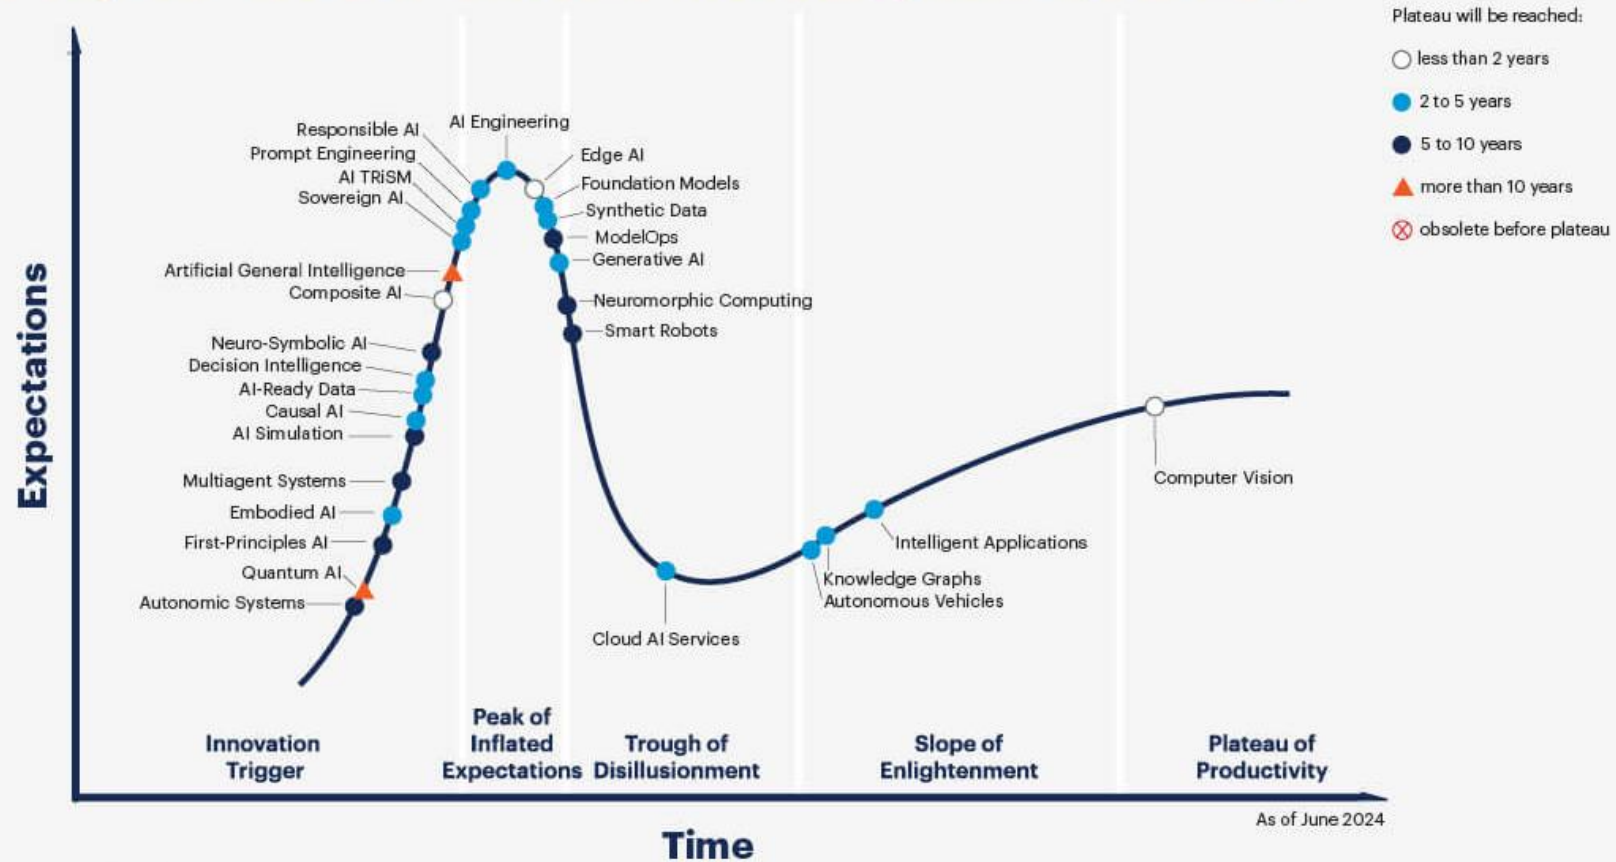 Plateau will be reached:
less than 2 years
2 to 5 years
5 to 10 years
more than 10 years
obsolete before plateau
Expectations
AI Engineering
Responsible AI
Prompt Engineering
AI TRiSM
Sovereign AI
Artificial General Intelligence
Composite AI
Neuro-Symbolic AI
Decision Intelligence
AI-Ready Data
Causal AI
AI Simulation
Multiagent Systems
Embodied AI
First-Principles AI
Quantum AI
Autonomic Systems
Edge AI
Foundation Models
Synthetic Data
ModelOps
Generative AI
Neuromorphic Computing
Smart Robots
Cloud AI Services
Intelligent Applications
Knowledge Graphs
Autonomous Vehicles
Computer Vision
Innovation
Trigger
Peak of
Inflated
Expectations
Trough of
Disillusionment
Slope of
Enlightenment
Plateau of
Productivity
As of June 2024
Time